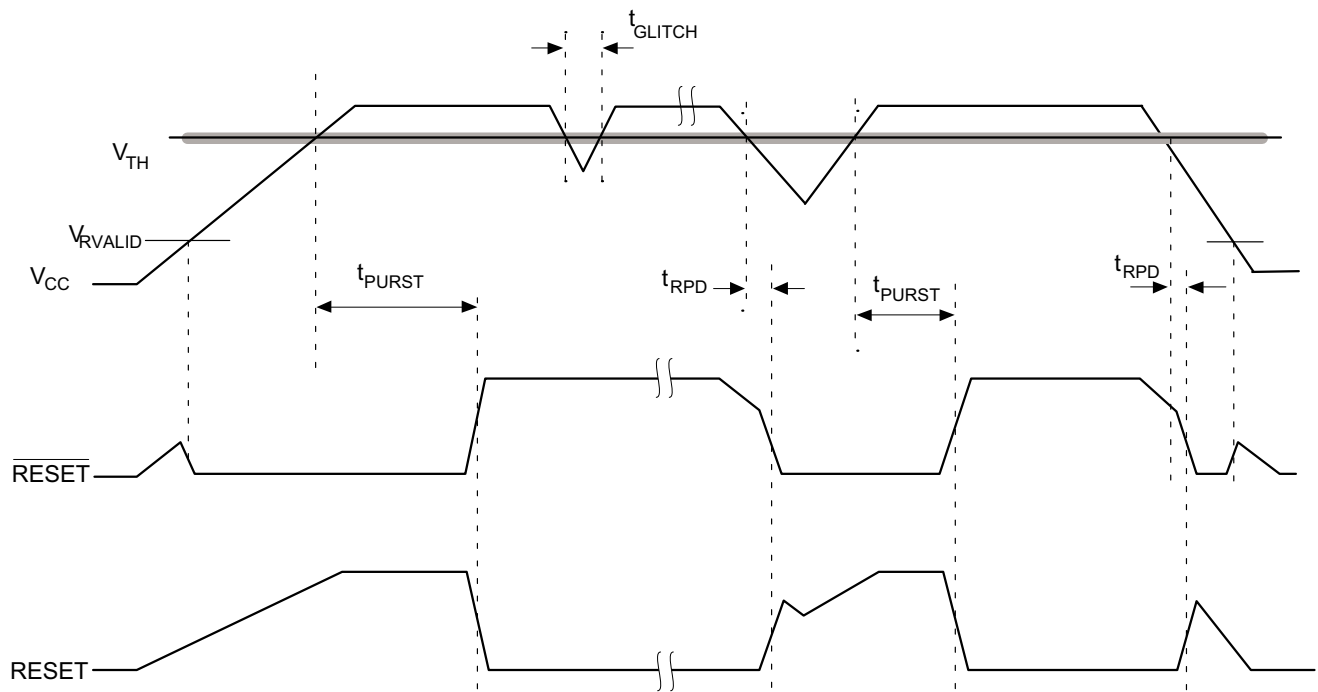 tGLITCH
VTH
VRVALID
VCC
tPURST
tRPD
tPURST
tRPD
RESET
RESET